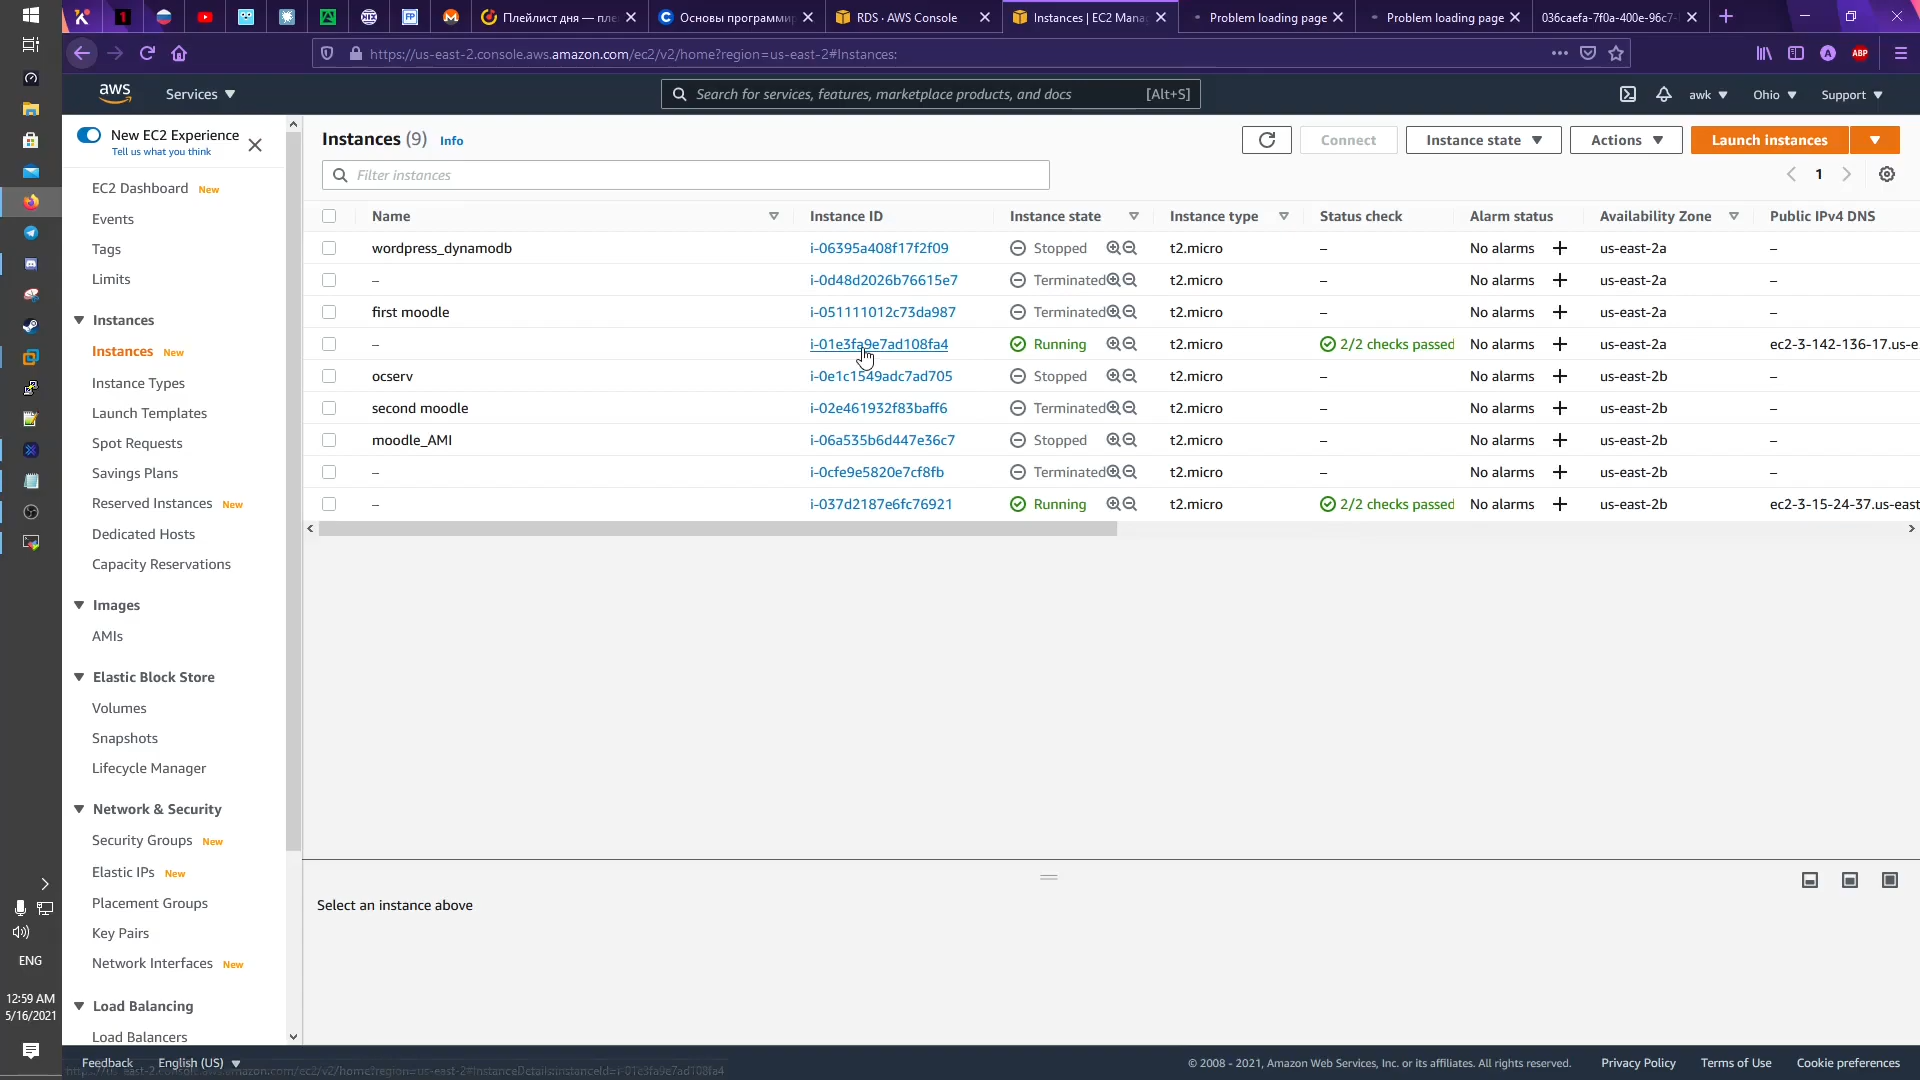 Плейлист дня — пле
Основы программир
RDS · AWS Console
Instances | EC2 Mana
Problem loading page
Problem loading page
036caefa-7f0a-400e-96c7-
https://us-east-2.console.aws.amazon.com/ec2/v2/home?region=us-east-2#Instances:
aws
Services
Search for services, features, marketplace products, and docs [Alt+S]
awk
Ohio
Support
New EC2 Experience
Tell us what you think
EC2 Dashboard New
Events
Tags
Limits
Instances
Instances New
Instance Types
Launch Templates
Spot Requests
Savings Plans
Reserved Instances New
Dedicated Hosts
Capacity Reservations
Images
AMIs
Elastic Block Store
Volumes
Snapshots
Lifecycle Manager
Network & Security
Security Groups New
Elastic IPs New
Placement Groups
Key Pairs
Network Interfaces New
Load Balancing
Load Balancers
Instances (9) Info
Connect
Instance state
Actions
Launch instances
Filter instances
1
Name Instance ID Instance state Instance type Status check Alarm status Availability Zone Public IPv4 DNS
wordpress_dynamodb i-06395a408f17f2f09 Stopped t2.micro – No alarms + us-east-2a –
– i-0d48d2026b76615e7 Terminated t2.micro – No alarms + us-east-2a –
first moodle i-051111012c73da987 Terminated t2.micro – No alarms + us-east-2a –
– i-01e3fa9e7ad108fa4 Running t2.micro 2/2 checks passed No alarms + us-east-2a ec2-3-142-136-17.us-e
ocserv i-0e1c1549adc7ad705 Stopped t2.micro – No alarms + us-east-2b –
second moodle i-02e461932f83baff6 Terminated t2.micro – No alarms + us-east-2b –
moodle_AMI i-06a535b6d447e36c7 Stopped t2.micro – No alarms + us-east-2b –
– i-0cfe9e5820e7cf8fb Terminated t2.micro – No alarms + us-east-2b –
– i-037d2187e6fc76921 Running t2.micro 2/2 checks passed No alarms + us-east-2b ec2-3-15-24-37.us-east
Select an instance above
ENG
12:59 AM
5/16/2021
Feedback
English (US)
© 2008 - 2021, Amazon Web Services, Inc. or its affiliates. All rights reserved.
Privacy Policy
Terms of Use
Cookie preferences
ABP